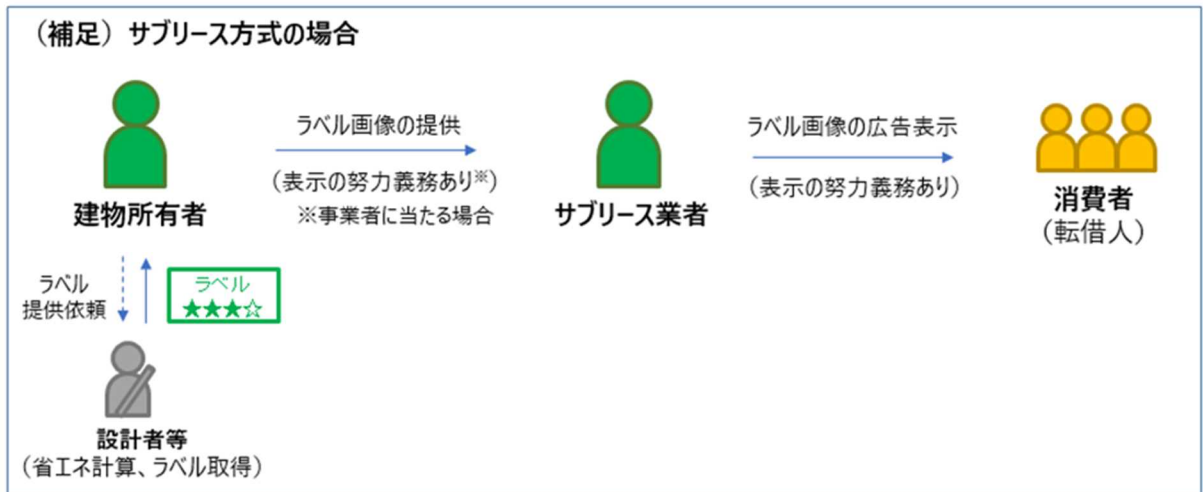 （補足）サブリース方式の場合
ラベル画像の提供
（表示の努力義務あり※）
※事業者に当たる場合
ラベル画像の広告表示
（表示の努力義務あり）
建物所有者
サブリース業者
消費者
（転借人）
ラベル
提供依頼
ラベル
★★★☆
設計者等
（省エネ計算、ラベル取得）